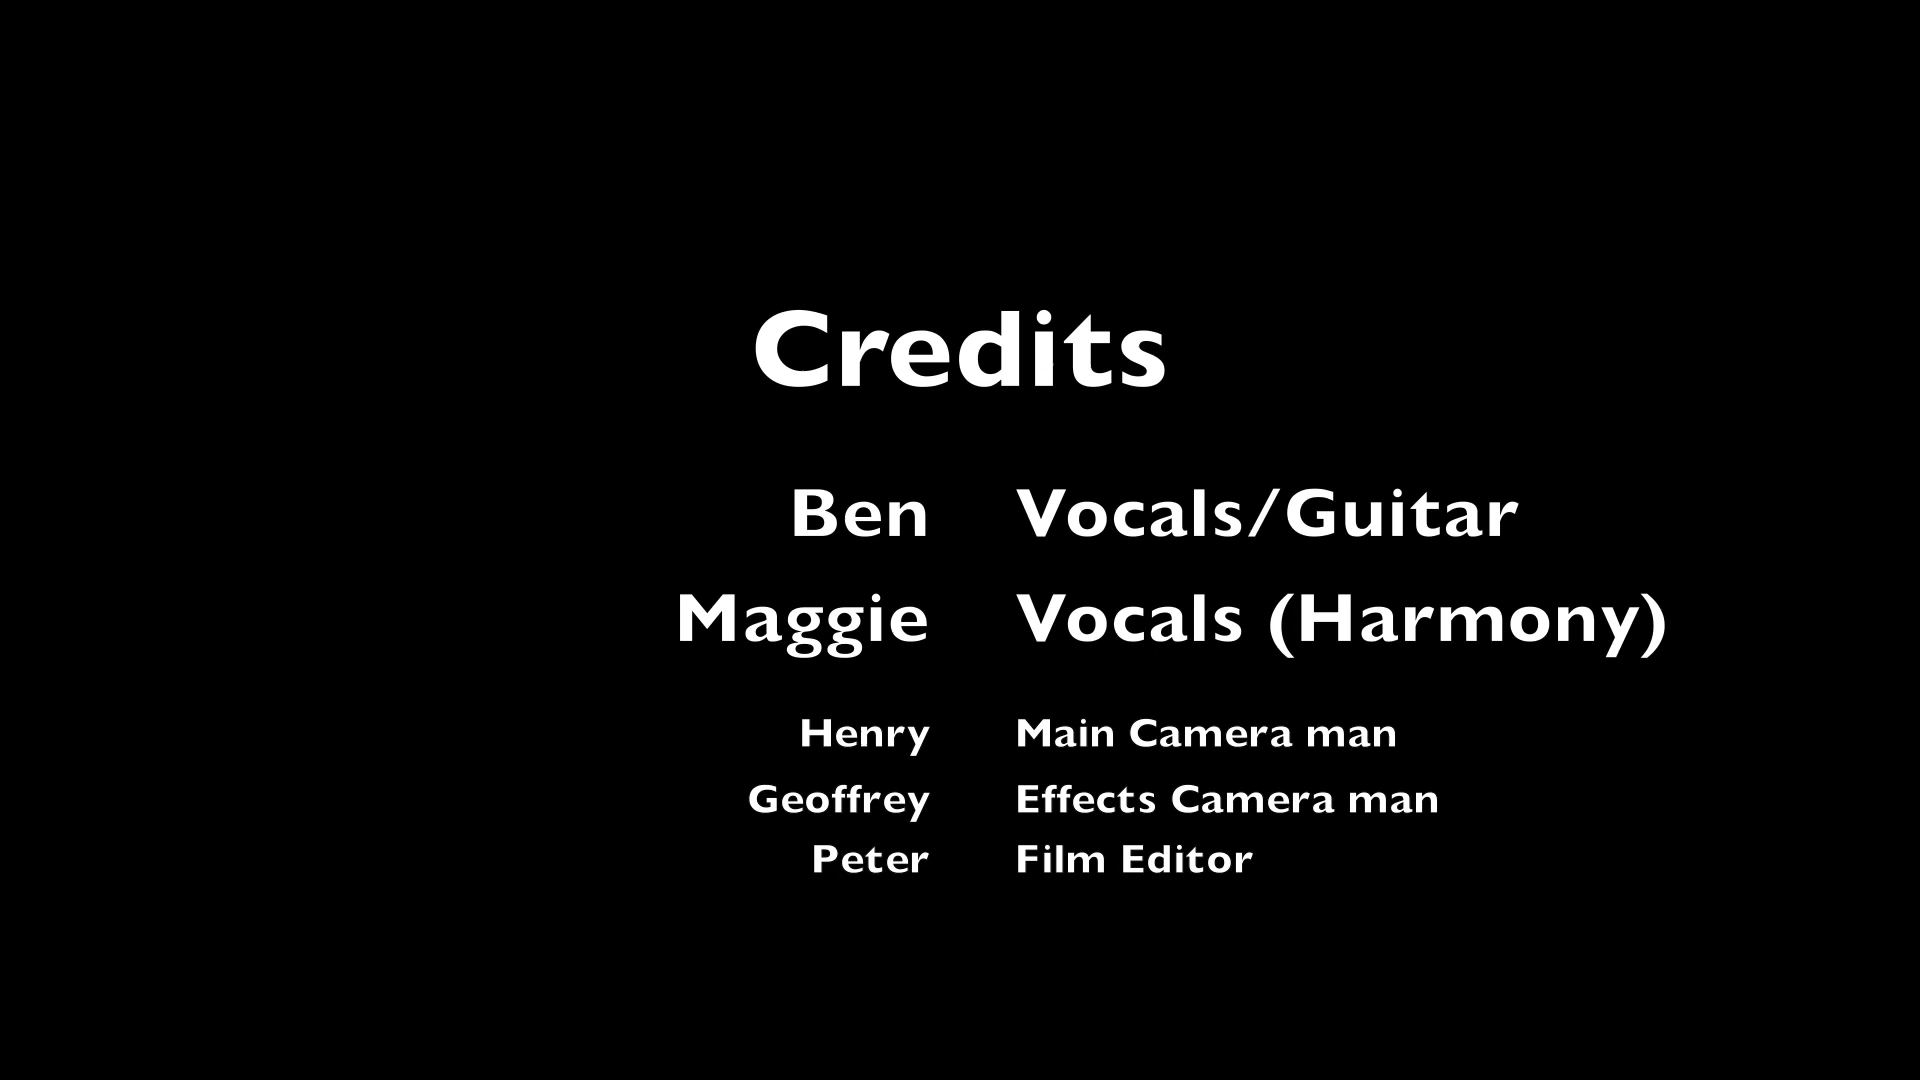 Credits
Ben Vocals/Guitar
Maggie Vocals (Harmony)
Henry Main Camera man
Geoffrey Effects Camera man
Peter Film Editor